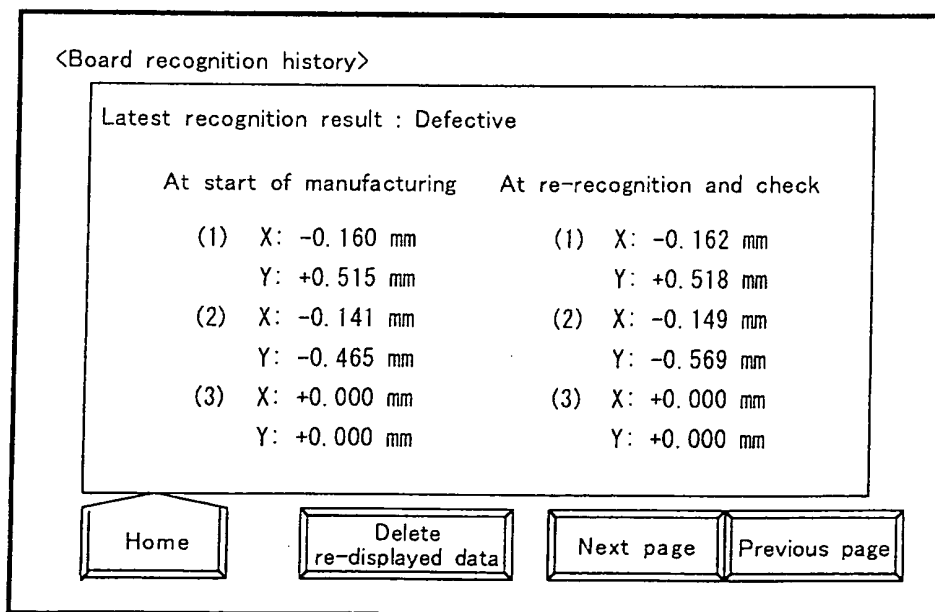 <Board recognition history>
Latest recognition result : Defective
At start of manufacturing At re-recognition and check
(1) X: -0.160 mm (1) X: -0.162 mm
Y: +0.515 mm Y: +0.518 mm
(2) X: -0.141 mm (2) X: -0.149 mm
Y: -0.465 mm Y: -0.569 mm
(3) X: +0.000 mm (3) X: +0.000 mm
Y: +0.000 mm Y: +0.000 mm
Home
Delete
re-displayed data
Next page
Previous page